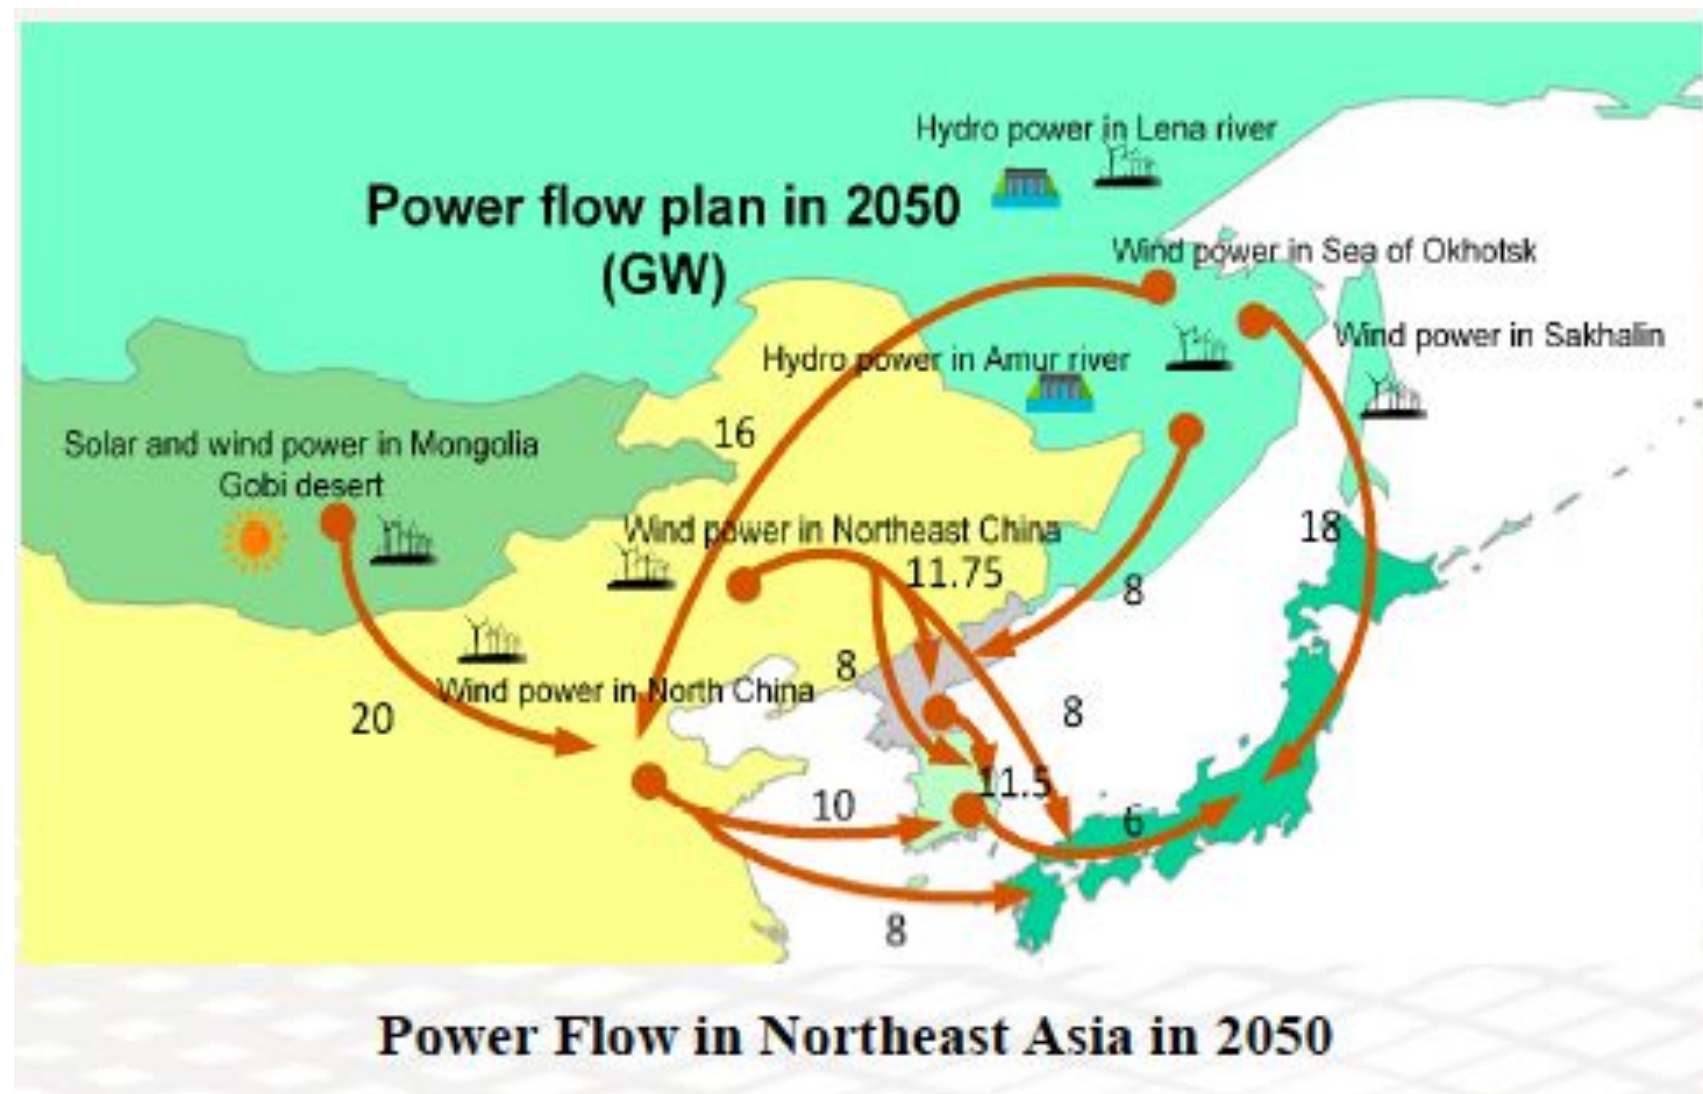 Hydro power in Lena river
Power flow plan in 2050
(GW)
Wind power in Sea of Okhotsk
Wind power in Sakhalin
Hydro power in Amur river
16
Solar and wind power in Mongolia
Gobi desert
Wind power in Northeast China
18
11.75
8
8
Wind power in North China
20
8
11.5
10
6
8
Power Flow in Northeast Asia in 2050